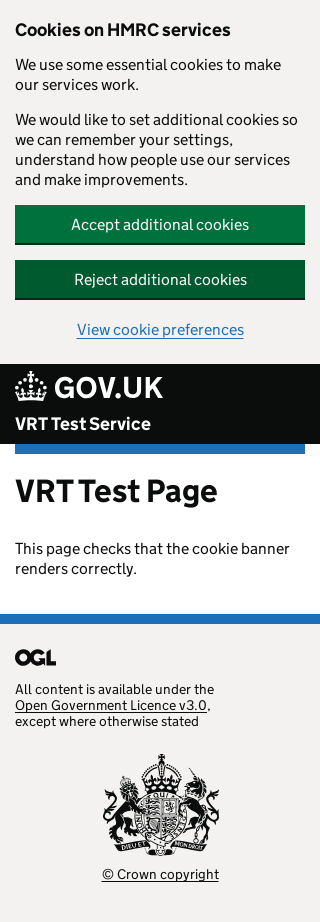 Cookies on HMRC services
We use some essential cookies to make
our services work.
We would like to set additional cookies so
we can remember your settings,
understand how people use our services
and make improvements.
Accept additional cookies
Reject additional cookies
View cookie preferences
GOV.UK
VRT Test Service
VRT Test Page
This page checks that the cookie banner
renders correctly.
OGL
All content is available under the
Open Government Licence v3.0,
except where otherwise stated
DIEU ET MON DROIT
© Crown copyright